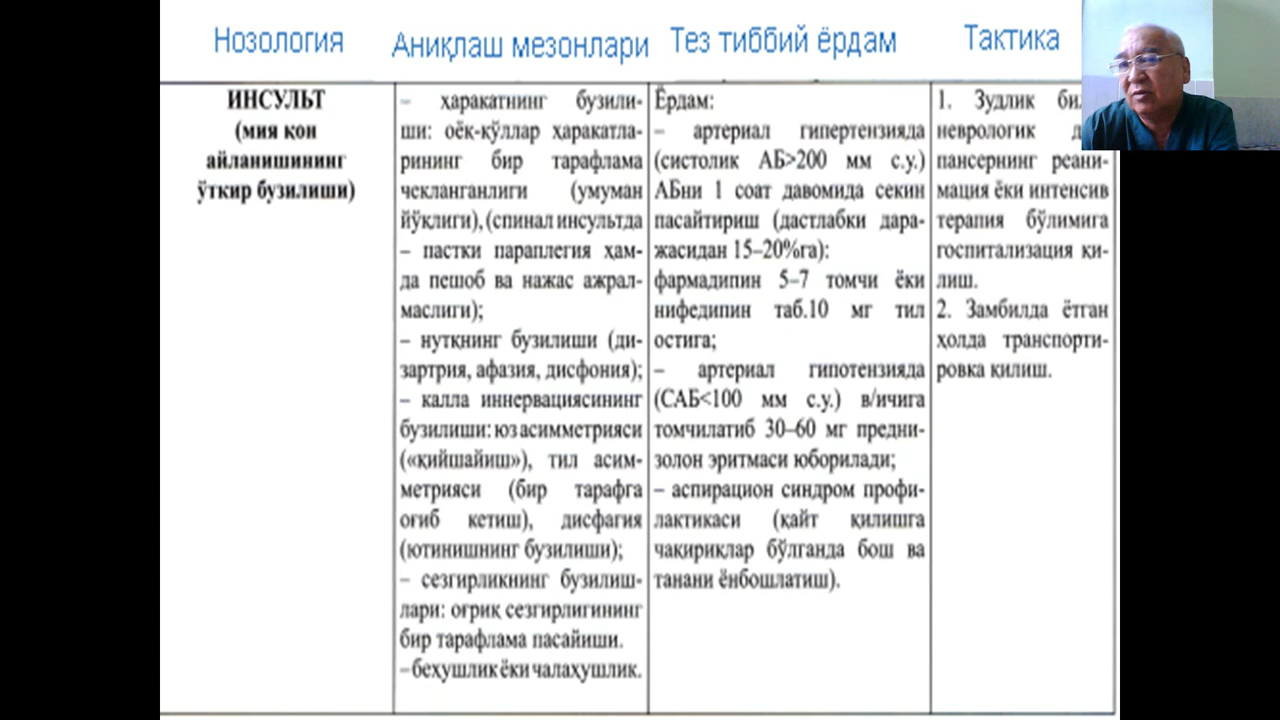 Нозология
Аниқлаш мезонлари
Тез тиббий ёрдам
Тактика
ИНСУЛЬТ
(мия қон
айланишининг
ўткир бузилиши)
– ҳаракатнинг бузили-
ши: оёқ-қўллар ҳаракатла-
рининг бир тарафлама
чекланганлиги (умуман
йўқлиги), (спинал инсультда
– пастки параплегия ҳам-
да пешоб ва нажас ажрал-
маслиги);
– нутқнинг бузилиши (ди-
зартрия, афазия, дисфония);
– калла иннервациясининг
бузилиши: юз асимметрияси
(«қийшайиш»), тил асим-
метрияси (бир тарафга
оғиб кетиш), дисфагия
(ютинишнинг бузилиши);
– сезгирликнинг бузилиш-
лари: оғриқ сезгирлигининг
бир тарафлама пасайиши.
– беҳушлик ёки чалаҳушлик.
Ёрдам:
– артериал гипертензияда
(систолик АБ>200 мм с.у.)
АБни 1 соат давомида секин
пасайтириш (дастлабки дара-
жасидан 15–20%га):
фармадипин 5–7 томчи ёки
нифедипин таб.10 мг тил
остига;
– артериал гипотензияда
(САБ<100 мм с.у.) в/ичига
томчилатиб 30–60 мг предни-
золон эритмаси юборилади;
– аспирацион синдром профи-
лактикаси (қайт қилишга
чақириқлар бўлганда бош ва
танани ёнбошлатиш).
1. Зудлик
неврологик
пансернинг реани-
мация ёки интенсив
терапия бўлимига
госпитализация қи-
лиш.
2. Замбилда ётган
ҳолда транспорти-
ровка қилиш.